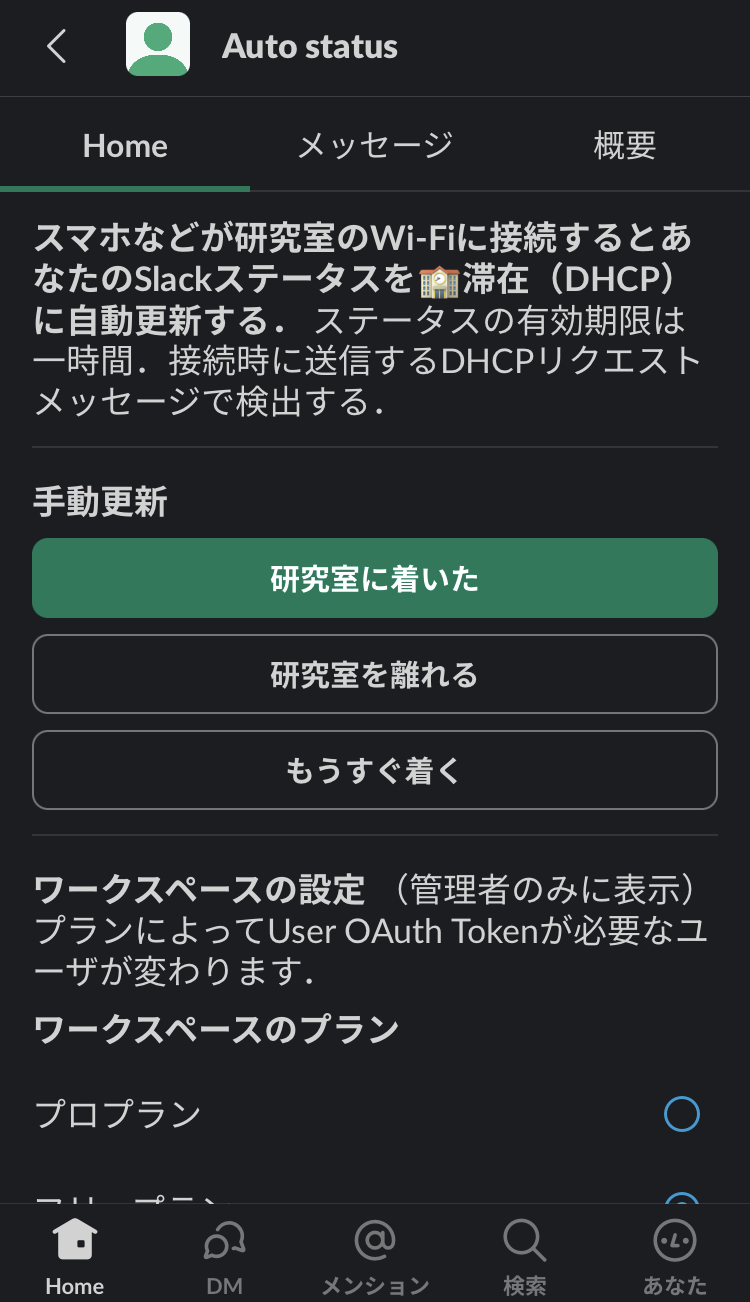 Auto status
Home メッセージ 概要
スマホなどが研究室のWi-Fiに接続するとあ
なたのSlackステータスを🏫滞在（DHCP）
に自動更新する． ステータスの有効期限は
一時間．接続時に送信するDHCPリクエスト
メッセージで検出する．
手動更新
研究室に着いた
研究室を離れる
もうすぐ着く
ワークスペースの設定 （管理者のみに表示）
プランによってUser OAuth Tokenが必要なユ
ーザが変わります．
ワークスペースのプラン
プロプラン
Home DM メンション 検索 あなた